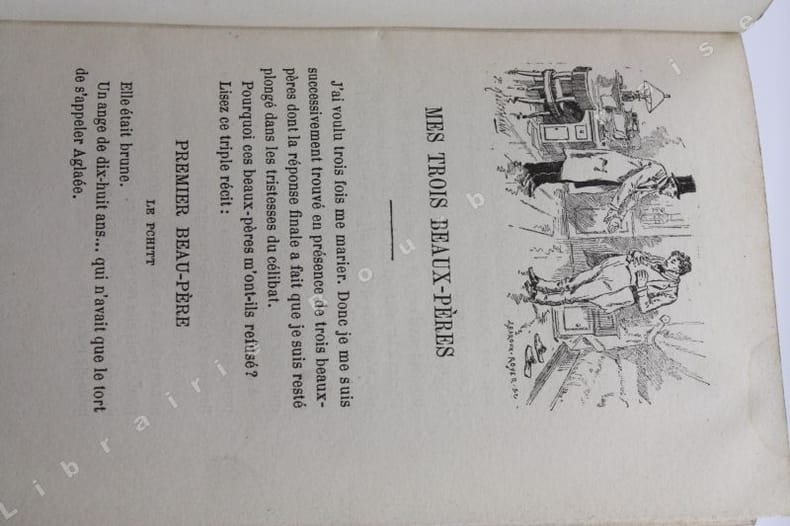 MES TROIS BEAUX-PÈRES
J'ai voulu trois fois me marier. Donc je me suis
successivement trouvé en présence de trois beaux-
pères dont la réponse finale a fait que je suis resté
plongé dans les tristesses du célibat.
Pourquoi ces beaux-pères m'ont-ils refusé?
Lisez ce triple récit :
PREMIER BEAU-PÈRE
LE PCHITT
Elle était brune.
Un ange de dix-huit ans... qui n'avait que le tort
de s'appeler Aglaée.